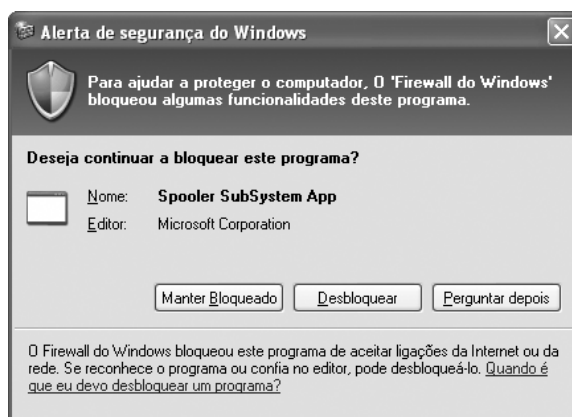 Alerta de segurança do Windows
Para ajudar a proteger o computador, O 'Firewall do Windows'
bloqueou algumas funcionalidades deste programa.
Deseja continuar a bloquear este programa?
Nome: Spooler SubSystem App
Editor: Microsoft Corporation
Manter Bloqueado Desbloquear Perguntar depois
O Firewall do Windows bloqueou este programa de aceitar ligações da Internet ou da
rede. Se reconhece o programa ou confia no editor, pode desbloqueá-lo. Quando é
que eu devo desbloquear um programa?